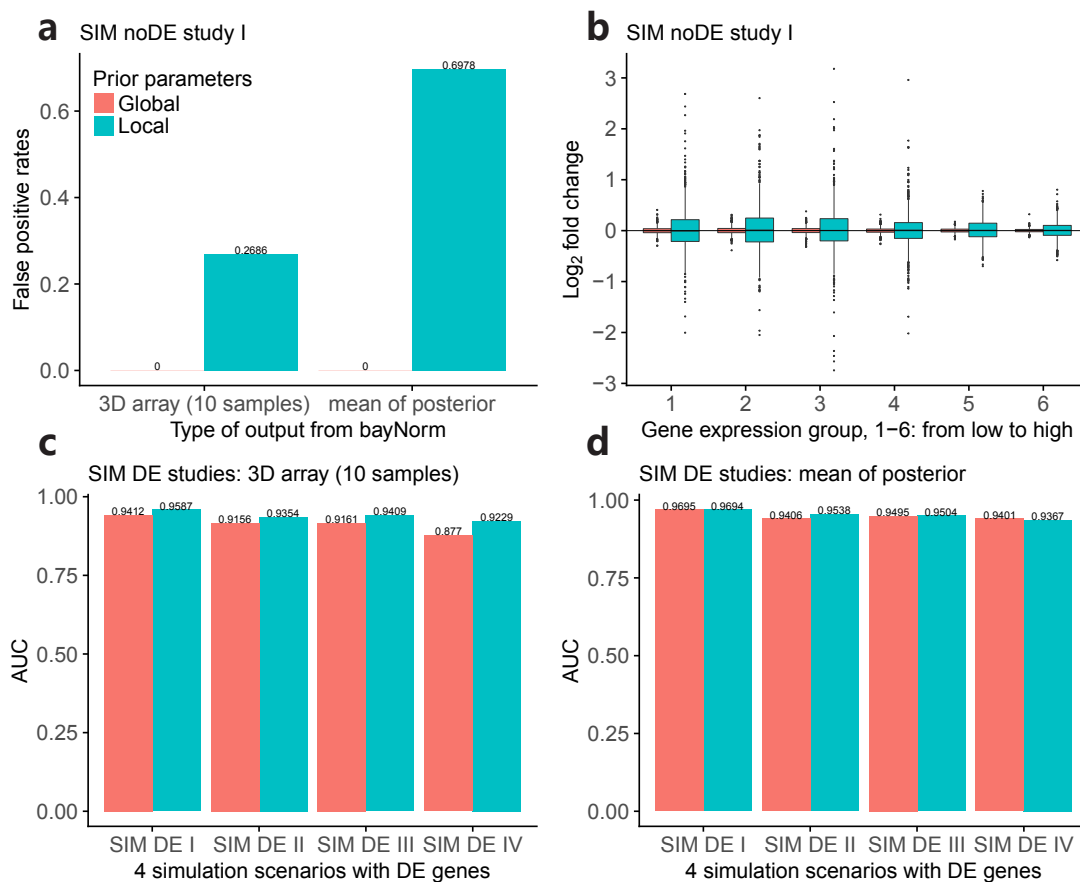 a
SIM noDE study I
Prior parameters
Global
Local
False positive rates
0.6
0.4
0.2
0.0
0
0.2686
0
0.6978
3D array (10 samples)
mean of posterior
Type of output from bayNorm
b
SIM noDE study I
Log2 fold change
3
2
1
0
−1
−2
−3
1
2
3
4
5
6
Gene expression group, 1−6: from low to high
c
SIM DE studies: 3D array (10 samples)
AUC
1.00
0.75
0.50
0.25
0.00
0.9412
0.9587
0.9156
0.9354
0.9161
0.9409
0.877
0.9229
SIM DE I
SIM DE II
SIM DE III
SIM DE IV
4 simulation scenarios with DE genes
d
SIM DE studies: mean of posterior
AUC
1.00
0.75
0.50
0.25
0.00
0.9695
0.9694
0.9406
0.9538
0.9495
0.9504
0.9401
0.9367
SIM DE I
SIM DE II
SIM DE III
SIM DE IV
4 simulation scenarios with DE genes